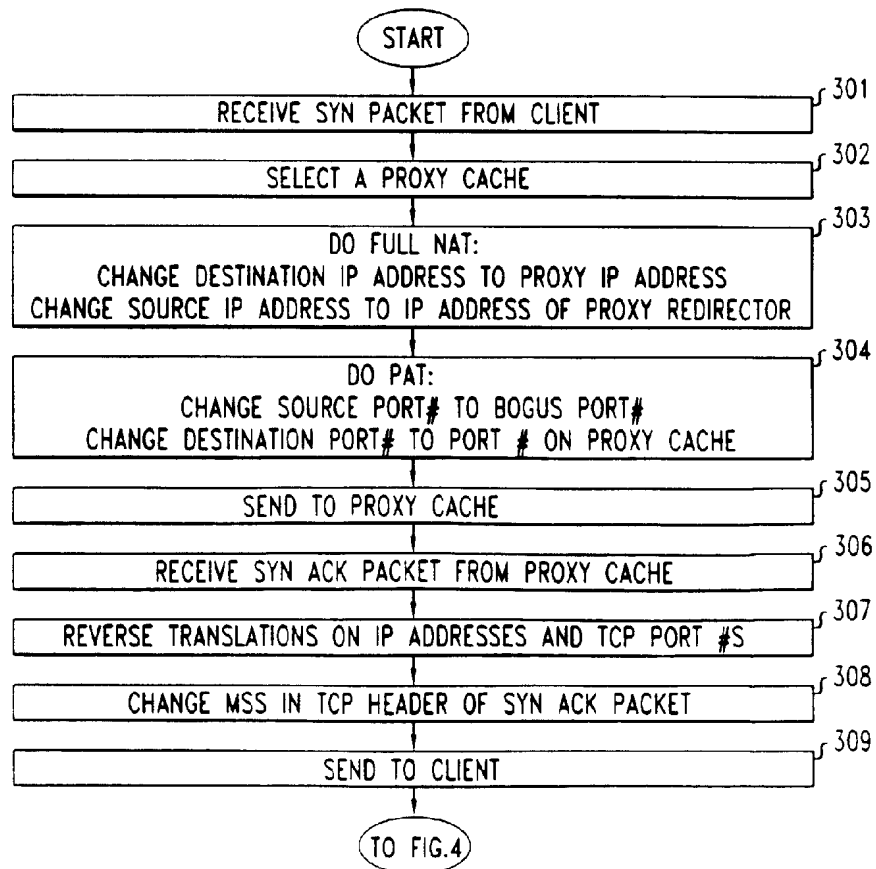 START
301
RECEIVE SYN PACKET FROM CLIENT
302
SELECT A PROXY CACHE
303
DO FULL NAT:
CHANGE DESTINATION IP ADDRESS TO PROXY IP ADDRESS
CHANGE SOURCE IP ADDRESS TO IP ADDRESS OF PROXY REDIRECTOR
304
DO PAT:
CHANGE SOURCE PORT# TO BOGUS PORT#
CHANGE DESTINATION PORT# TO PORT # ON PROXY CACHE
305
SEND TO PROXY CACHE
306
RECEIVE SYN ACK PACKET FROM PROXY CACHE
307
REVERSE TRANSLATIONS ON IP ADDRESSES AND TCP PORT #S
308
CHANGE MSS IN TCP HEADER OF SYN ACK PACKET
309
SEND TO CLIENT
TO FIG.4